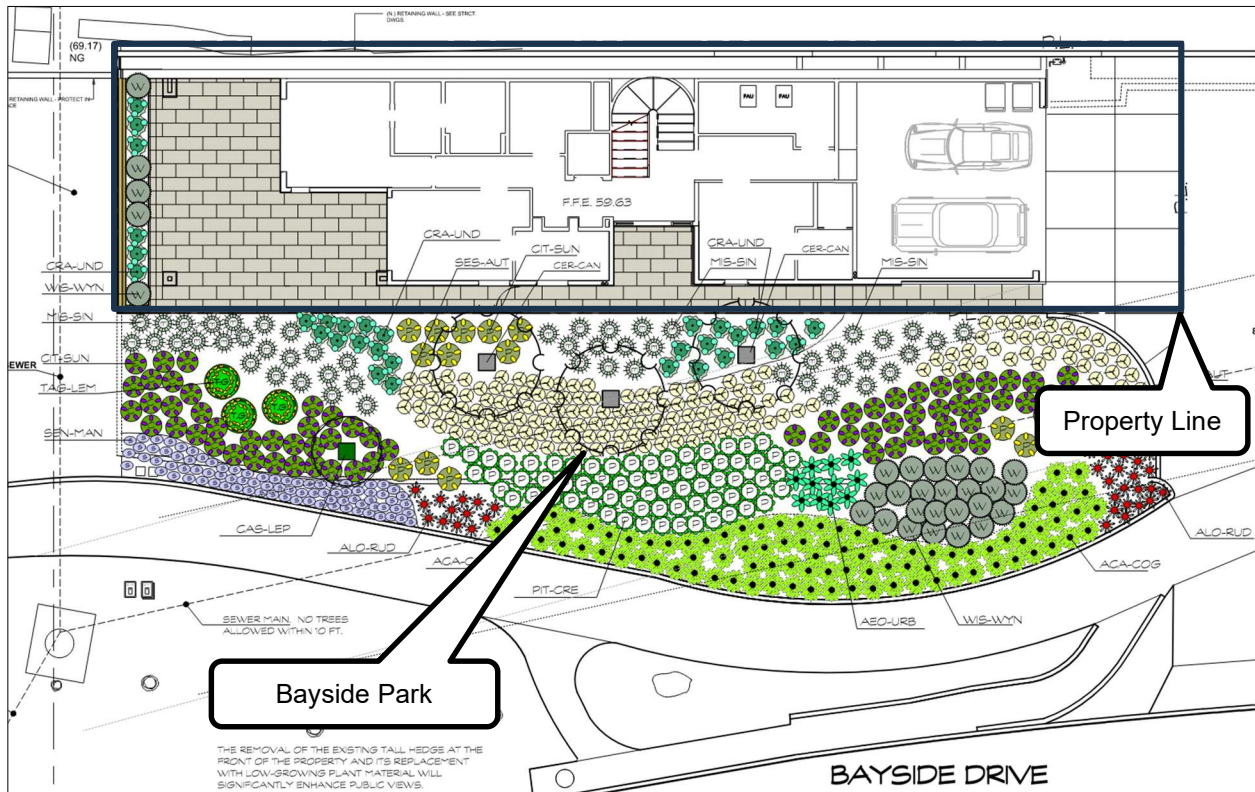 (N.) RETAINING WALL - SEE STRCT.
DWGS.
(69.17)
NG
RETAINING WALL - PROTECT IN
CE
FAU
FAU
F.F.E. 59.63
CRA-UND
SES-AUT
CIT-SUN
CER-CAN
CRA-UND
MIS-SIN
CER-CAN
MIS-SIN
CRA-UND
WIS-WYN
MIS-SIN
CIT-SUN
SEWER
TAG-LEM
SEN-MAN
AUT
Property Line
CAS-LEP
ALO-RUD
ACA-C
PIT-CRE
AEO-URB
WIS-WYN
ACA-COG
ALO-RUD
SEWER MAIN, NO TREES
ALLOWED WITHIN 10 FT.
Bayside Park
THE REMOVAL OF THE EXISTING TALL HEDGE AT THE
FRONT OF THE PROPERTY AND ITS REPLACEMENT
WITH LOW-GROWING PLANT MATERIAL WILL
SIGNIFICANTLY ENHANCE PUBLIC VIEWS.
BAYSIDE DRIVE